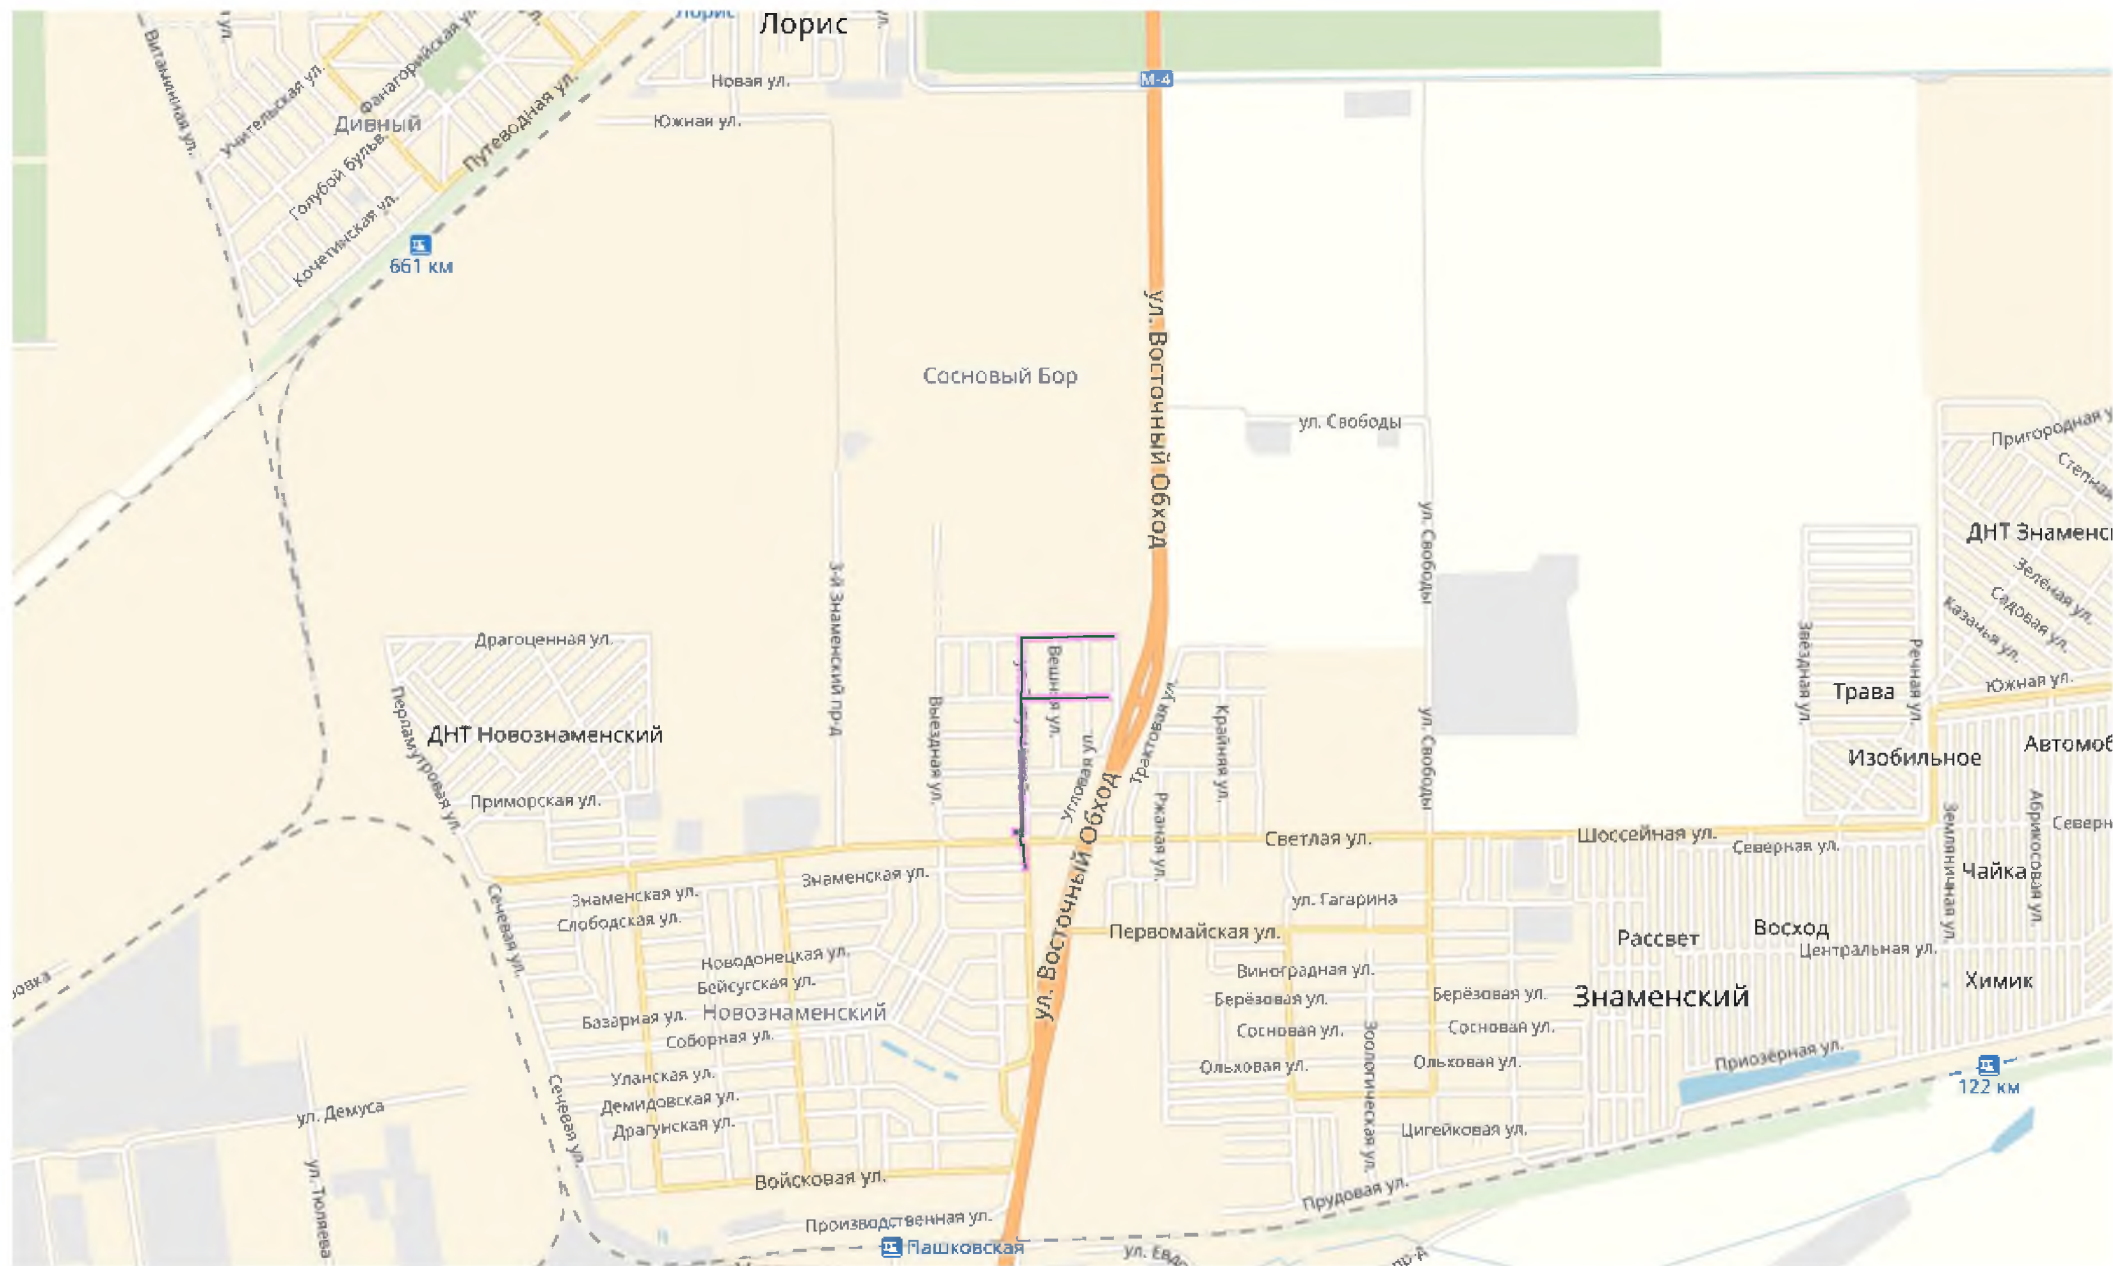 Лорис
Лорис
Витаминная ул.
Учительская ул.
Фанагорийская ул.
Новая ул.
М-4
Дивный
Путеводная ул.
Южная ул.
Голубой бульв.
Кочетинская ул.
661 км
ул. Восточный Обход
Сосновый Бор
ул. Свободы
Пригородная
Степная
ул. Свободы
ДНТ Знаменс
3-й Знаменский пр-д
Зелёная ул.
Садовая ул.
Казачья ул.
Драгоценная ул.
Вешняя ул.
Звёздная ул.
Речная ул.
Южная ул.
Трава
Перламутровая ул.
Выездная ул.
Трактовая ул.
Крайняя ул.
ул. Свободы
ДНТ Новознаменский
Угловая ул.
Изобильное
Автомоб
Приморская ул.
Ржаная ул.
Земляничная ул.
Абрикосовая ул.
Северн
Светлая ул.
Шоссейная ул.
Северная ул.
Знаменская ул.
Знаменская ул.
Чайка
Сечевая ул.
Слободская ул.
ул. Гагарина
ул. Восточный Обход
Первомайская ул.
Рассвет
Восход
Центральная ул.
Новодонецкая ул.
Бейсугская ул.
Виноградная ул.
Химик
овка
Берёзовая ул.
Берёзовая ул.
Знаменский
Базарная ул.
Новознаменский
Соборная ул.
Сосновая ул.
Зоологическая ул.
Сосновая ул.
Приозёрная ул.
Ольховая ул.
Ольховая ул.
Уланская ул.
122 км
Сечевая ул.
Демидовская ул.
ул. Демуса
Драгунская ул.
Цигейковая ул.
Войсковая ул.
ул. Тюляева
Прудовая ул.
Производственная ул.
Пашковская
ул. Евдо
пр-д